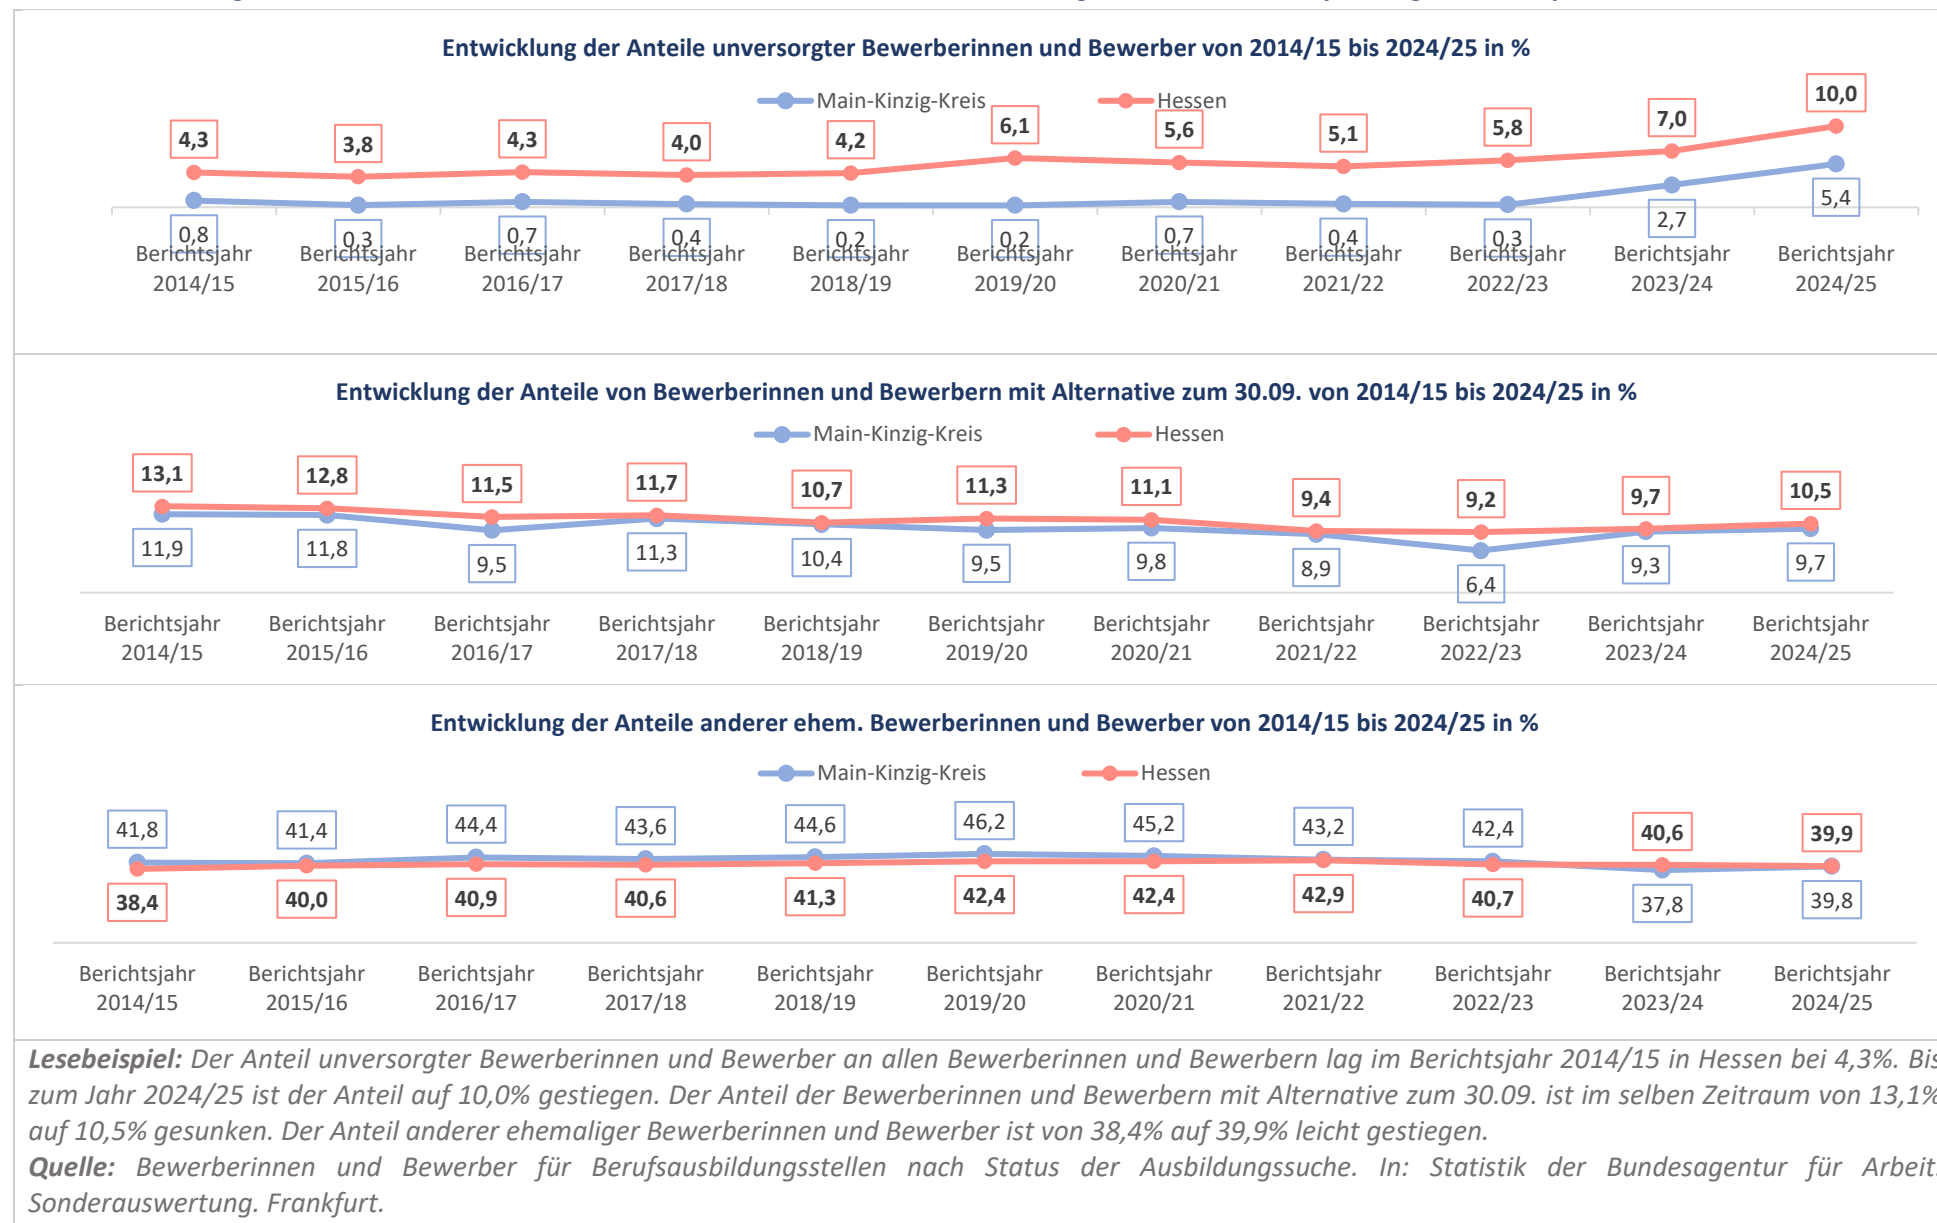 Entwicklung der Anteile unversorgter Bewerberinnen und Bewerber von 2014/15 bis 2024/25 in %
Main-Kinzig-Kreis Hessen
4,3 3,8 4,3 4,0 4,2 6,1 5,6 5,1 5,8 7,0 10,0
0,8 0,3 0,7 0,4 0,2 0,2 0,7 0,4 0,3 2,7 5,4
Berichtsjahr Berichtsjahr Berichtsjahr Berichtsjahr Berichtsjahr Berichtsjahr Berichtsjahr Berichtsjahr Berichtsjahr Berichtsjahr Berichtsjahr
2014/15 2015/16 2016/17 2017/18 2018/19 2019/20 2020/21 2021/22 2022/23 2023/24 2024/25
Entwicklung der Anteile von Bewerberinnen und Bewerbern mit Alternative zum 30.09. von 2014/15 bis 2024/25 in %
Main-Kinzig-Kreis Hessen
13,1 12,8 11,5 11,7 10,7 11,3 11,1 9,4 9,2 9,7 10,5
11,9 11,8 9,5 11,3 10,4 9,5 9,8 8,9 6,4 9,3 9,7
Berichtsjahr Berichtsjahr Berichtsjahr Berichtsjahr Berichtsjahr Berichtsjahr Berichtsjahr Berichtsjahr Berichtsjahr Berichtsjahr Berichtsjahr
2014/15 2015/16 2016/17 2017/18 2018/19 2019/20 2020/21 2021/22 2022/23 2023/24 2024/25
Entwicklung der Anteile anderer ehem. Bewerberinnen und Bewerber von 2014/15 bis 2024/25 in %
Main-Kinzig-Kreis Hessen
41,8 41,4 44,4 43,6 44,6 46,2 45,2 43,2 42,4 40,6 39,9
38,4 40,0 40,9 40,6 41,3 42,4 42,4 42,9 40,7 37,8 39,8
Berichtsjahr Berichtsjahr Berichtsjahr Berichtsjahr Berichtsjahr Berichtsjahr Berichtsjahr Berichtsjahr Berichtsjahr Berichtsjahr Berichtsjahr
2014/15 2015/16 2016/17 2017/18 2018/19 2019/20 2020/21 2021/22 2022/23 2023/24 2024/25
Lesebeispiel: Der Anteil unversorgter Bewerberinnen und Bewerber an allen Bewerberinnen und Bewerbern lag im Berichtsjahr 2014/15 in Hessen bei 4,3%. Bis
zum Jahr 2024/25 ist der Anteil auf 10,0% gestiegen. Der Anteil der Bewerberinnen und Bewerbern mit Alternative zum 30.09. ist im selben Zeitraum von 13,1%
auf 10,5% gesunken. Der Anteil anderer ehemaliger Bewerberinnen und Bewerber ist von 38,4% auf 39,9% leicht gestiegen.
Quelle: Bewerberinnen und Bewerber für Berufsausbildungsstellen nach Status der Ausbildungssuche. In: Statistik der Bundesagentur für Arbeit.
Sonderauswertung. Frankfurt.